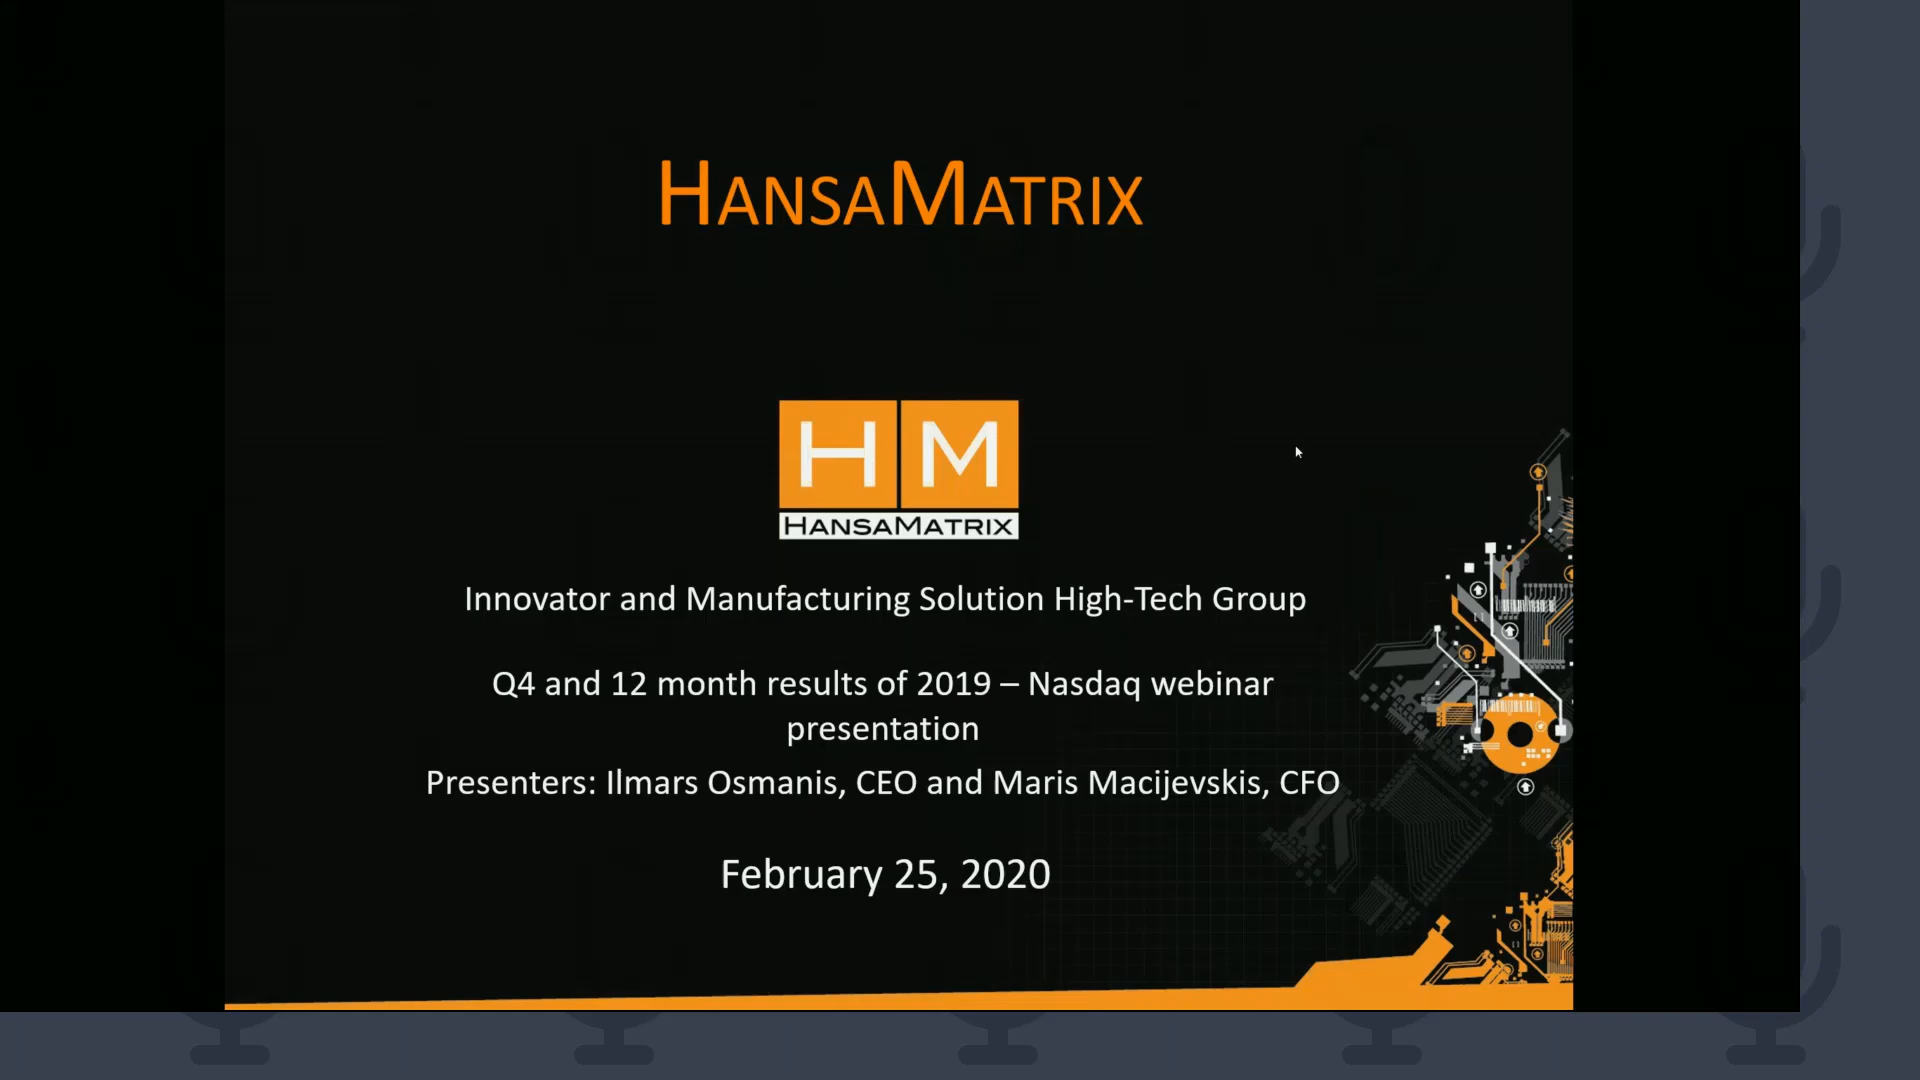 HANSAMATRIX
HM
HANSAMATRIX
Innovator and Manufacturing Solution High-Tech Group
Q4 and 12 month results of 2019 – Nasdaq webinar
presentation
Presenters: Ilmars Osmanis, CEO and Maris Macijevskis, CFO
February 25, 2020